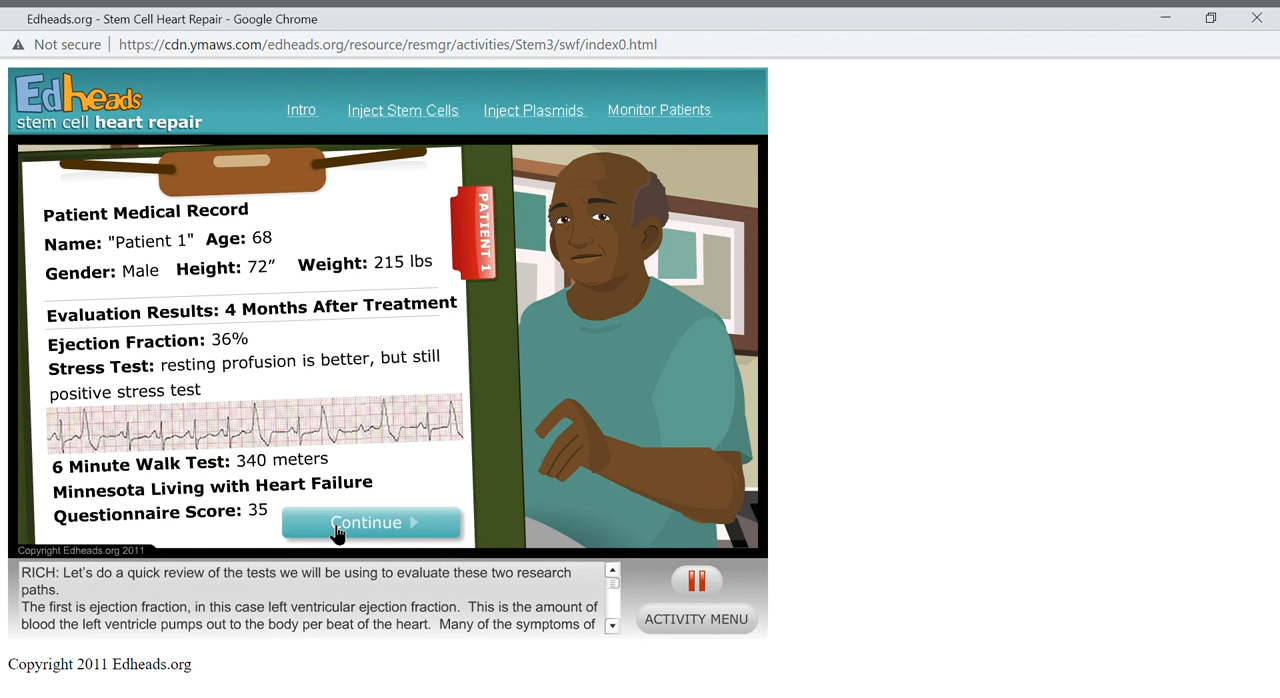 Edheads.org - Stem Cell Heart Repair - Google Chrome
Not secure | https://cdn.ymaws.com/edheads.org/resource/resmgr/activities/Stem3/swf/index0.html
Edheads
stem cell heart repair
Intro Inject Stem Cells Inject Plasmids Monitor Patients
Patient Medical Record
Name: "Patient 1" Age: 68
Gender: Male Height: 72” Weight: 215 lbs
PATIENT 1
Evaluation Results: 4 Months After Treatment
Ejection Fraction: 36%
Stress Test: resting profusion is better, but still
positive stress test
6 Minute Walk Test: 340 meters
Minnesota Living with Heart Failure
Questionnaire Score: 35
Continue
Copyright Edheads.org 2011
RICH: Let's do a quick review of the tests we will be using to evaluate these two research
paths.
The first is ejection fraction, in this case left ventricular ejection fraction. This is the amount of
blood the left ventricle pumps out to the body per beat of the heart. Many of the symptoms of
ACTIVITY MENU
Copyright 2011 Edheads.org